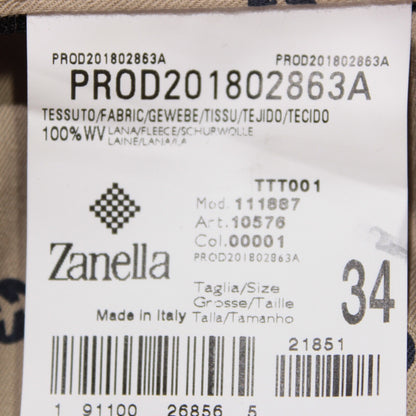 PROD201802863A PROD201802863A
PROD201802863A
TESSUTO/FABRIC/GEWEBE/TISSU/TEJIDO/TECIDO
100% WV LANA/FLEECE/SCHURWOLLE
LAINE/LANA/LA
TTT001
Mod. 111887
Art. 10576
Col. 00001
PROD201802863A
Zanella
Taglia/Size
Grosse/Taille
Talla/Tamanho
34
Made in Italy
21851
1 91100 26856 5